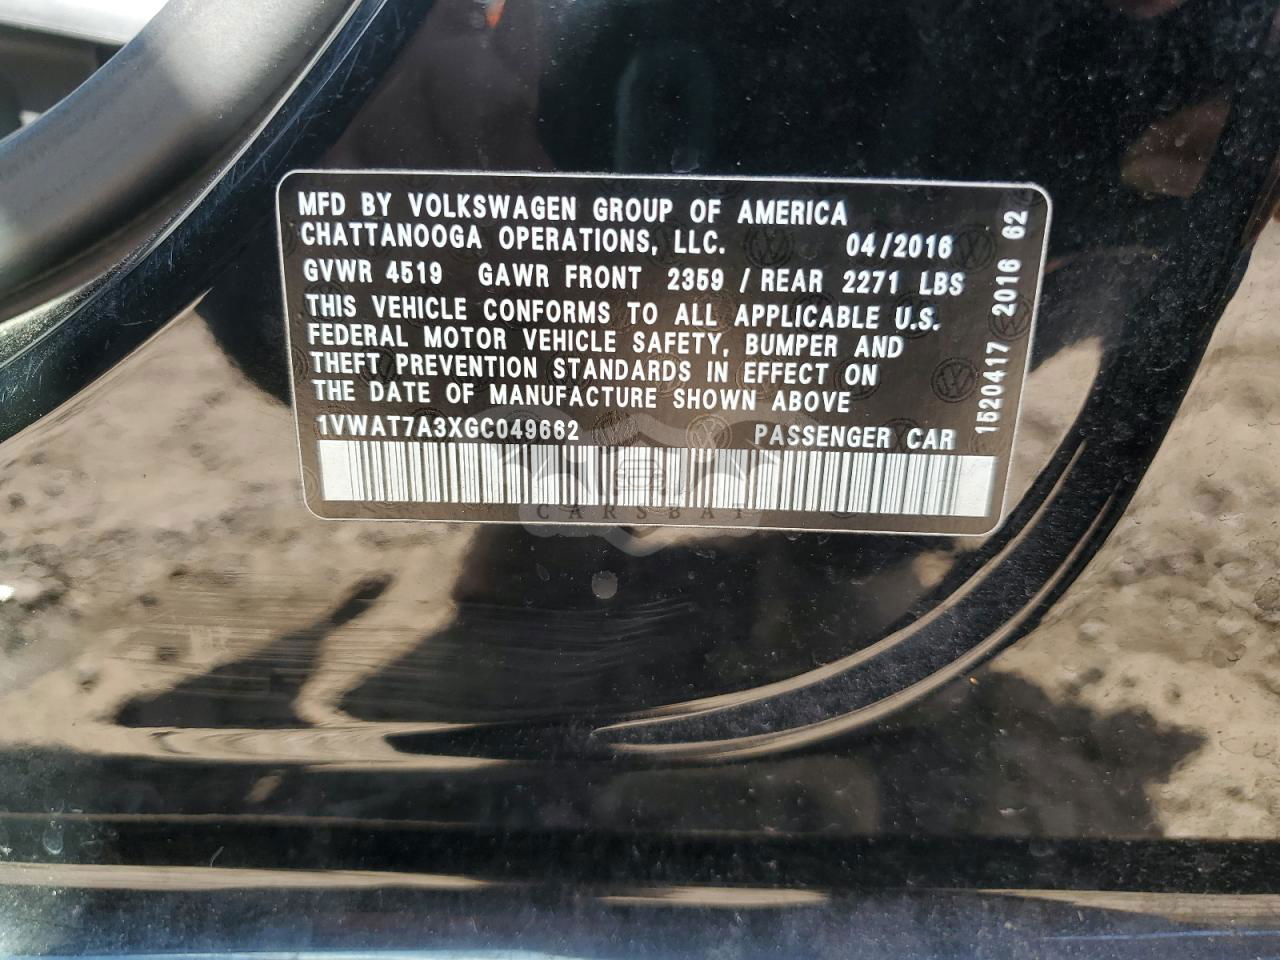 MFD BY VOLKSWAGEN GROUP OF AMERICA
CHATTANOOGA OPERATIONS, LLC. 04/2016
GVWR 4519 GAWR FRONT 2359 / REAR 2271 LBS
THIS VEHICLE CONFORMS TO ALL APPLICABLE U.S.
FEDERAL MOTOR VEHICLE SAFETY, BUMPER AND
THEFT PREVENTION STANDARDS IN EFFECT ON
THE DATE OF MANUFACTURE SHOWN ABOVE
1VWAT7A3XGC049662 PASSENGER CAR
1520417 2016 62
CARSBAT